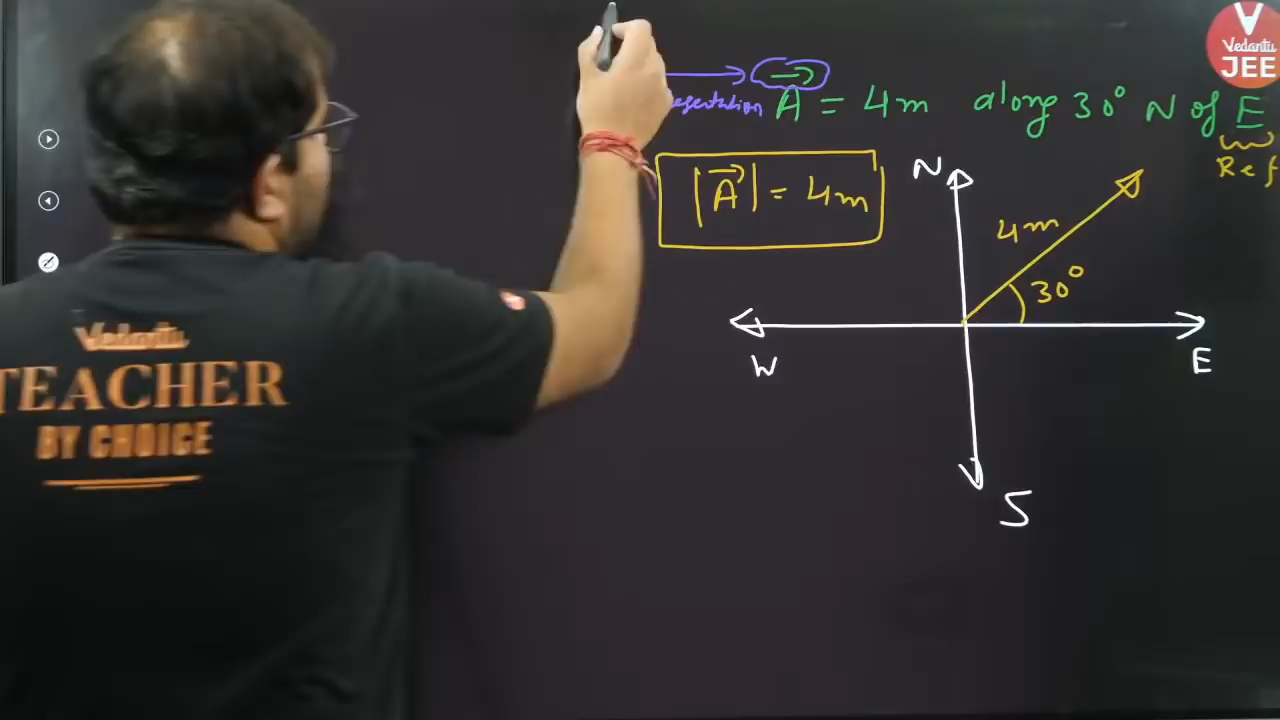 Vedantu
JEE
A⃗ = 4m along 30° N of E
Ref
|A⃗| = 4m
N
4m
30°
W
E
S
Vedantu
TEACHER
BY CHOICE